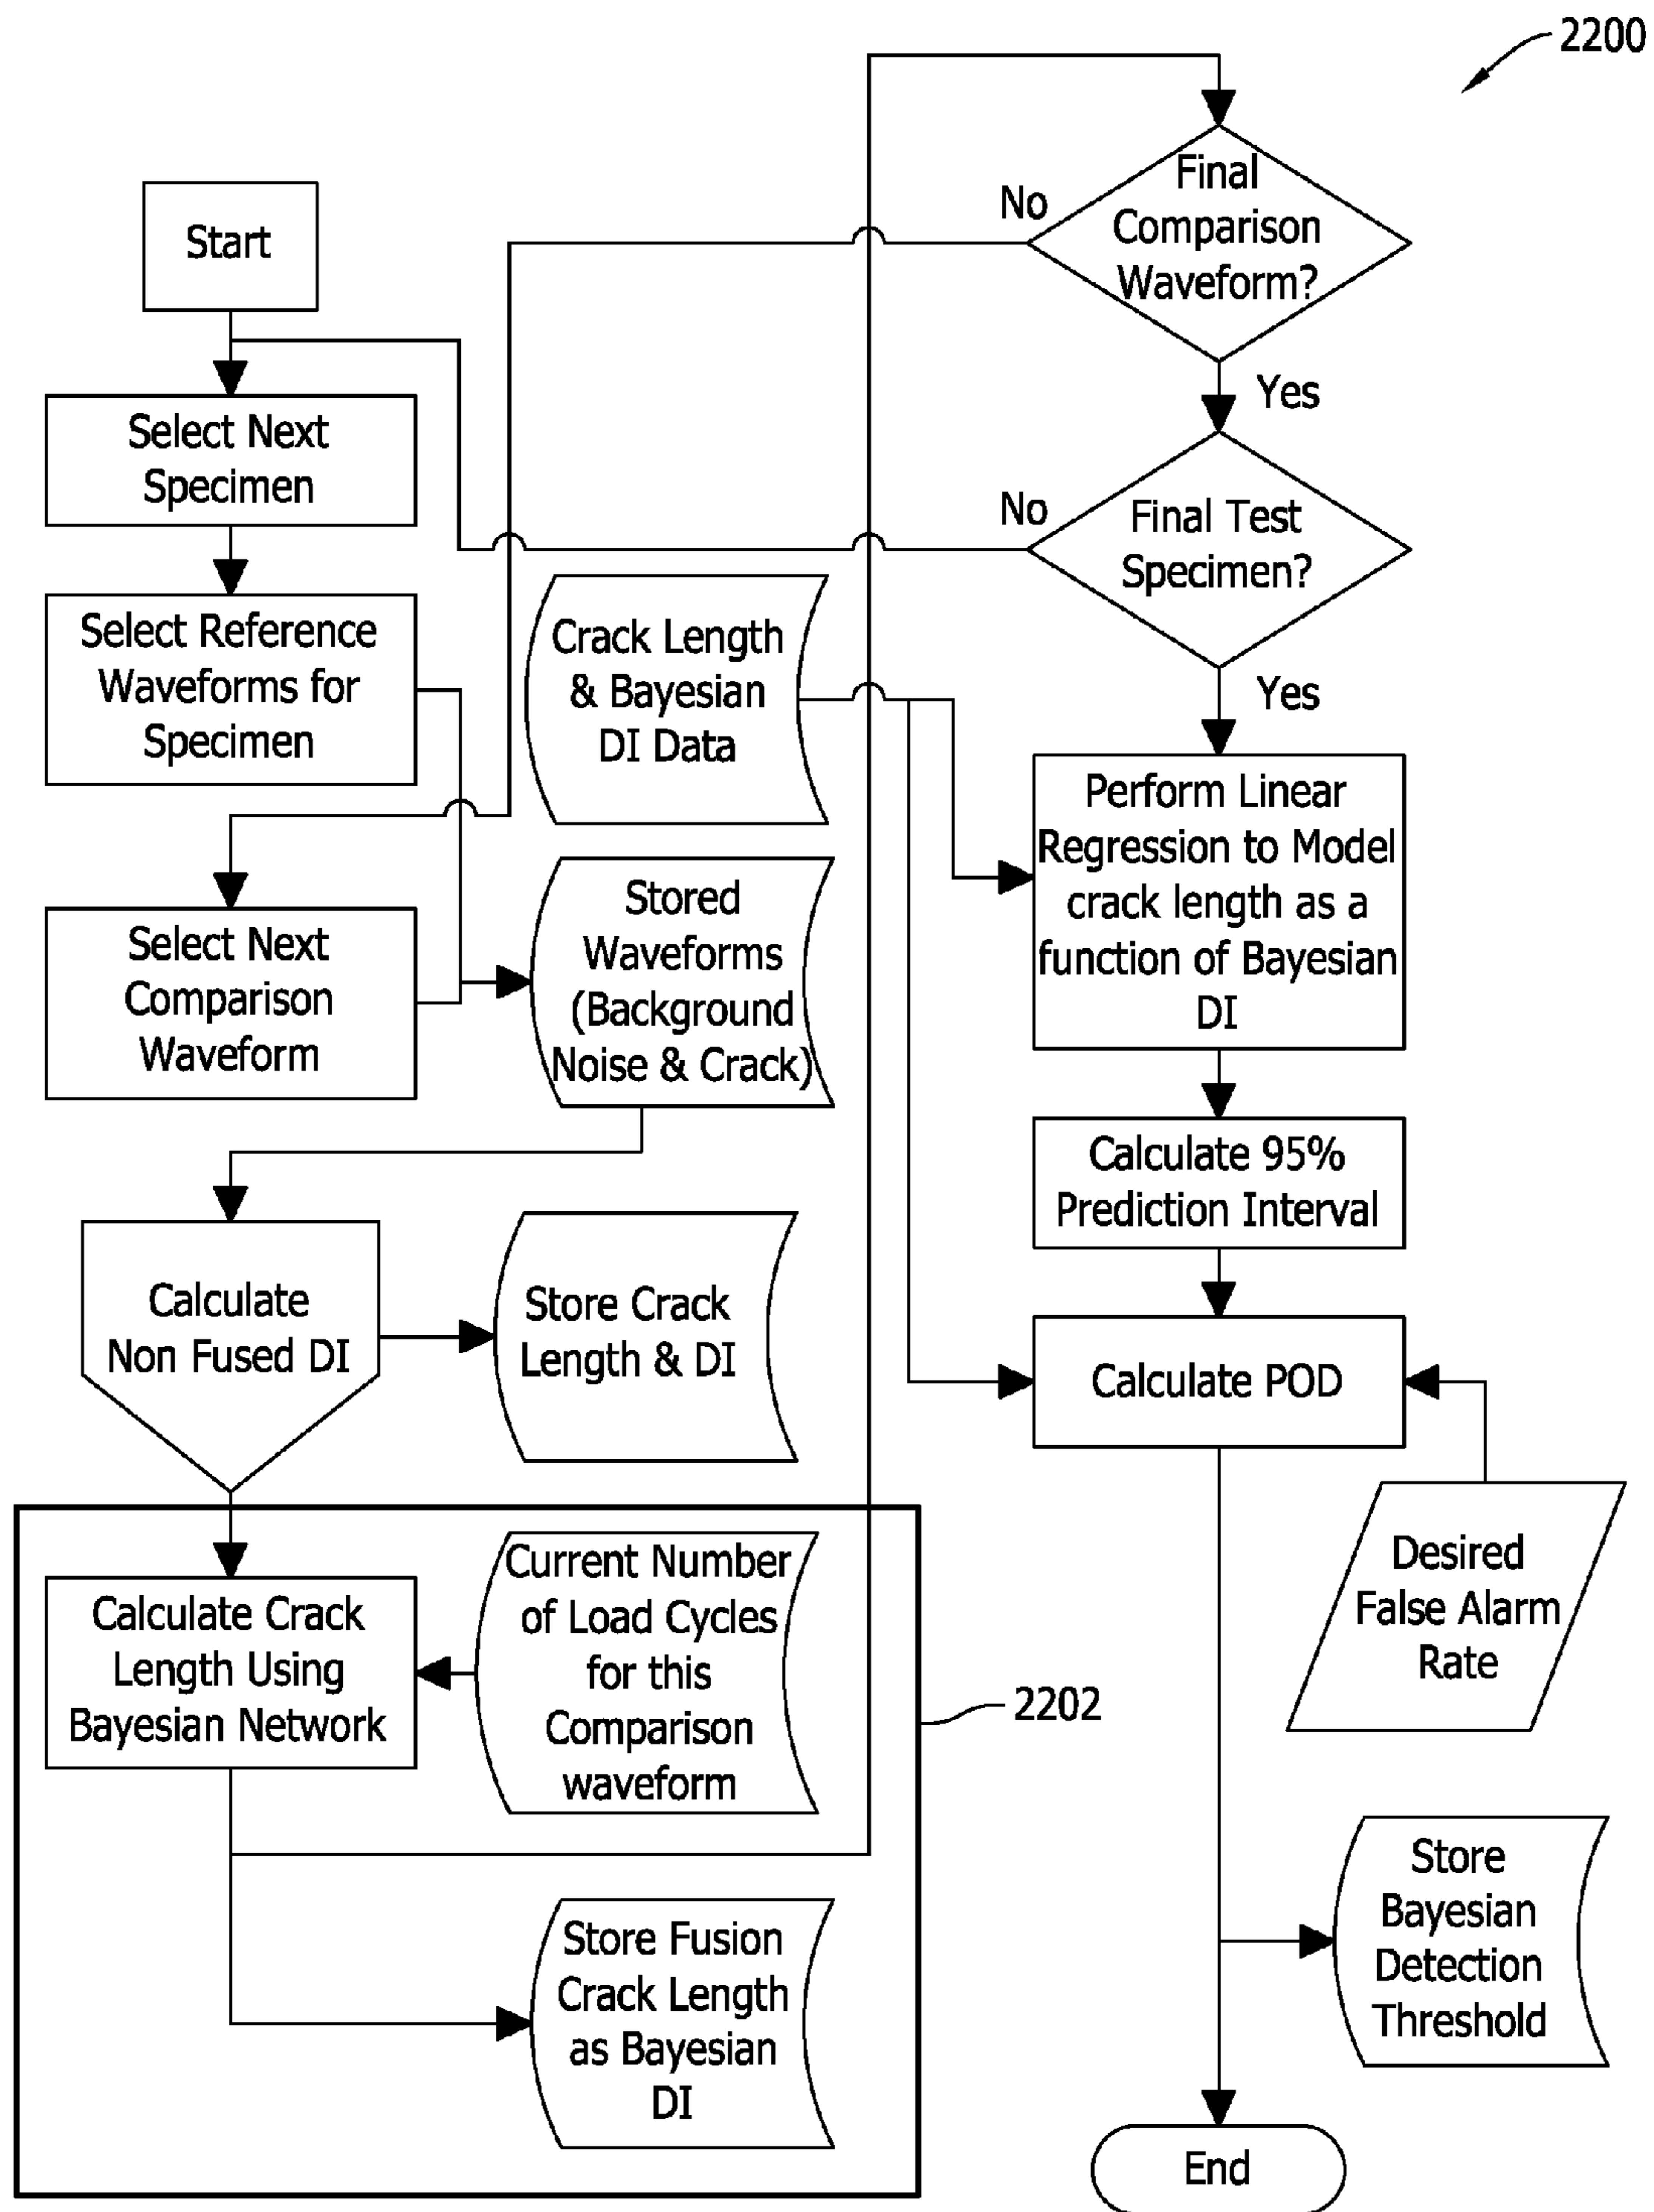 2200
Start
Select Next
Specimen
Select Reference
Waveforms for
Specimen
Select Next
Comparison
Waveform
Crack Length
& Bayesian
DI Data
Stored
Waveforms
(Background
Noise & Crack)
Calculate
Non Fused DI
Store Crack
Length & DI
Calculate Crack
Length Using
Bayesian Network
Current Number
of Load Cycles
for this
Comparison
waveform
2202
Store Fusion
Crack Length
as Bayesian
DI
Final
Comparison
Waveform?
No
Yes
Final Test
Specimen?
No
Yes
Perform Linear
Regression to Model
crack length as a
function of Bayesian
DI
Calculate 95%
Prediction Interval
Calculate POD
Desired
False Alarm
Rate
Store
Bayesian
Detection
Threshold
End